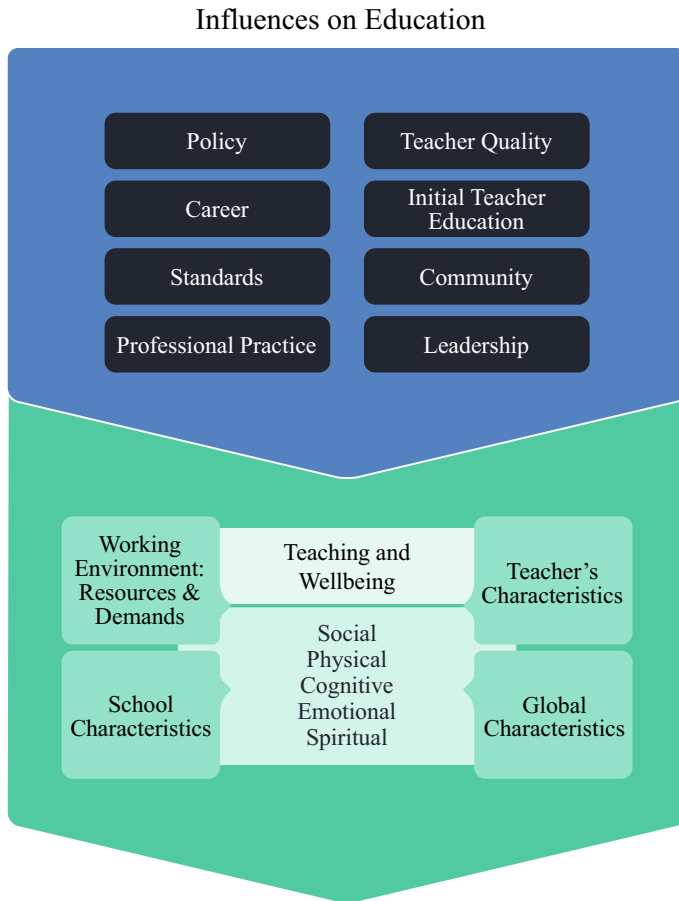 Influences on Education
Policy
Teacher Quality
Career
Initial Teacher
Education
Standards
Community
Professional Practice
Leadership
Working
Environment:
Resources &
Demands
Teaching and
Wellbeing
Teacher’s
Characteristics
Social
Physical
Cognitive
Emotional
Spiritual
School
Characteristics
Global
Characteristics